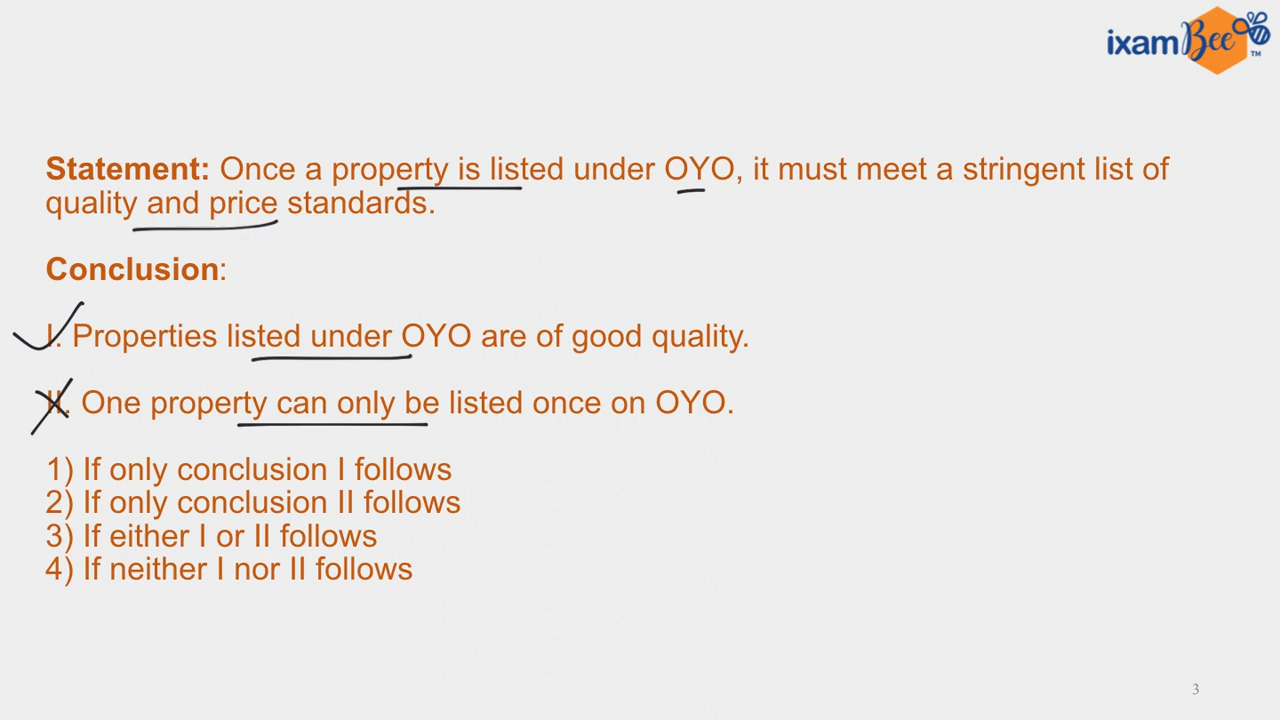 ixamBee™
Statement: Once a property is listed under OYO, it must meet a stringent list of
quality and price standards.
Conclusion:
I. Properties listed under OYO are of good quality.
II. One property can only be listed once on OYO.
1) If only conclusion I follows
2) If only conclusion II follows
3) If either I or II follows
4) If neither I nor II follows
3